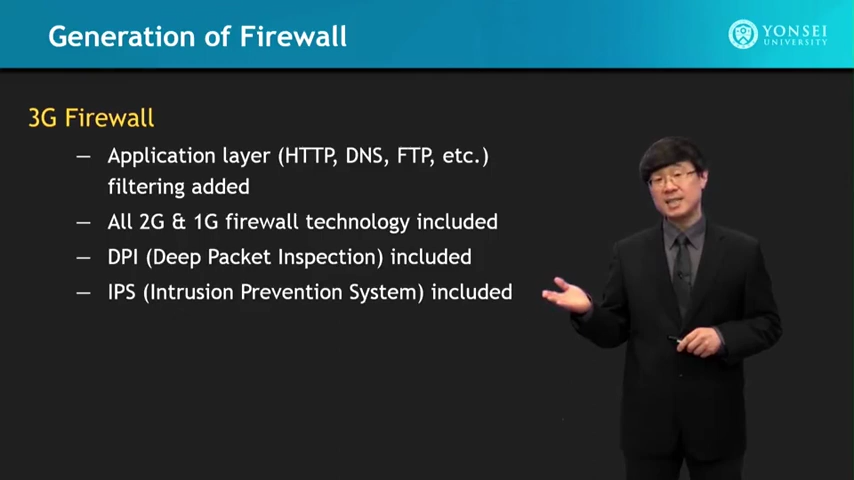 Generation of Firewall
YONSEI
UNIVERSITY
3G Firewall
— Application layer (HTTP, DNS, FTP, etc.)
filtering added
— All 2G & 1G firewall technology included
— DPI (Deep Packet Inspection) included
— IPS (Intrusion Prevention System) included